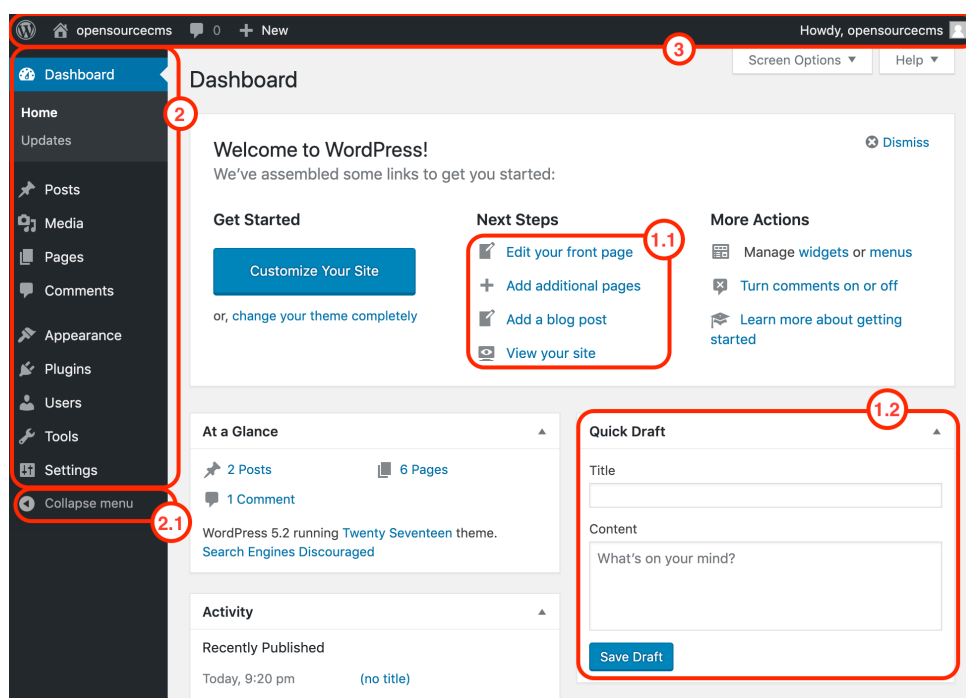 opensourcecms 0 New Howdy, opensourcecms
3
Screen Options Help
Dashboard
Home
Updates
2
Posts
Media
Pages
Comments
Appearance
Plugins
Users
Tools
Settings
Collapse menu
2.1
Dashboard
Welcome to WordPress!
Dismiss
We've assembled some links to get you started:
Get Started
Customize Your Site
or, change your theme completely
Next Steps
1.1
Edit your front page
Add additional pages
Add a blog post
View your site
More Actions
Manage widgets or menus
Turn comments on or off
Learn more about getting
started
At a Glance
2 Posts 6 Pages
1 Comment
WordPress 5.2 running Twenty Seventeen theme.
Search Engines Discouraged
Activity
Recently Published
Today, 9:20 pm (no title)
1.2
Quick Draft
Title
Content
What's on your mind?
Save Draft